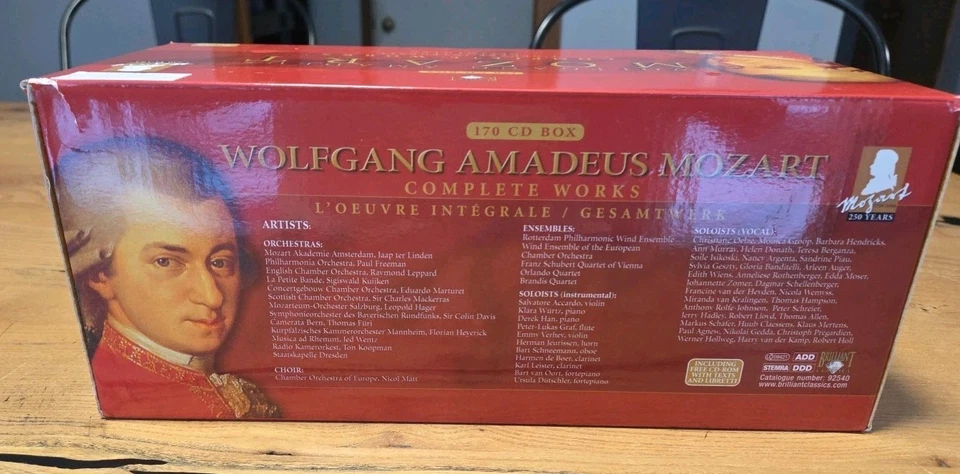 170 CD BOX
WOLFGANG AMADEUS MOZART
COMPLETE WORKS
L'OEUVRE INTÉGRALE / GESAMTWERK
Mozart
250 YEARS
ARTISTS:
ORCHESTRAS:
Mozart Akademie Amsterdam, Jaap ter Linden
Philharmonia Orchestra, Paul Freeman
English Chamber Orchestra, Raymond Leppard
La Petite Bande, Sigiswald Kuijken
Concertgebouw Chamber Orchestra, Eduardo Marturet
Scottish Chamber Orchestra, Sir Charles Mackerras
Mozarteum-Orchester Salzburg, Leopold Hager
Symphonieorchester des Bayerischen Rundfunks, Sir Colin Davis
Camerata Bern, Thomas Füri
Kurpfälzisches Kammerorchester Mannheim, Florian Heyerick
Musica ad Rhenum, Jed Wentz
Radio Kamerorkest, Ton Koopman
Staatskapelle Dresden
CHOIR:
Chamber Orchestra of Europe, Nicol Matt
ENSEMBLES:
Rotterdam Philharmonic Wind Ensemble
Wind Ensemble of the European
Chamber Orchestra
Franz Schubert Quartet of Vienna
Orlando Quartet
Brandis Quartet
SOLOISTS (instrumental):
Salvatore Accardo, violin
Klára Würtz, piano
Derek Han, piano
Peter-Lukas Graf, flute
Emmy Verhey, violin
Herman Jeurissen, horn
Bart Schneemann, oboe
Harmen de Boer, clarinet
Karl Leister, clarinet
Bart van Oort, fortepiano
Ursula Dütschler, fortepiano
SOLOISTS (VOCAL):
Christiane Oelze, Monica Groop, Barbara Hendricks,
Ann Murray, Helen Donath, Teresa Berganza,
Soile Isokoski, Nancy Argenta, Sandrine Piau,
Sylvia Geszty, Gloria Banditelli, Arleen Auger,
Edith Wiens, Anneliese Rothenberger, Edda Moser,
Johannette Zomer, Dagmar Schellenberger,
Francine van der Heyden, Nicola Wemyss,
Miranda van Kralingen, Thomas Hampson,
Anthony Rolfe-Johnson, Peter Schreier,
Jerry Hadley, Robert Lloyd, Thomas Allen,
Markus Schäfer, Huub Claessens, Klaus Mertens,
Paul Agnew, Nikolai Gedda, Christoph Prégardien,
Werner Hollweg, Harry van der Kamp, Robert Holl
INCLUDING
FREE CD-ROM
WITH TEXTS
AND LIBRETTI
ADD
STEMRA DDD
BRILLIANT
Catalogue number: 92540
www.brilliantclassics.com